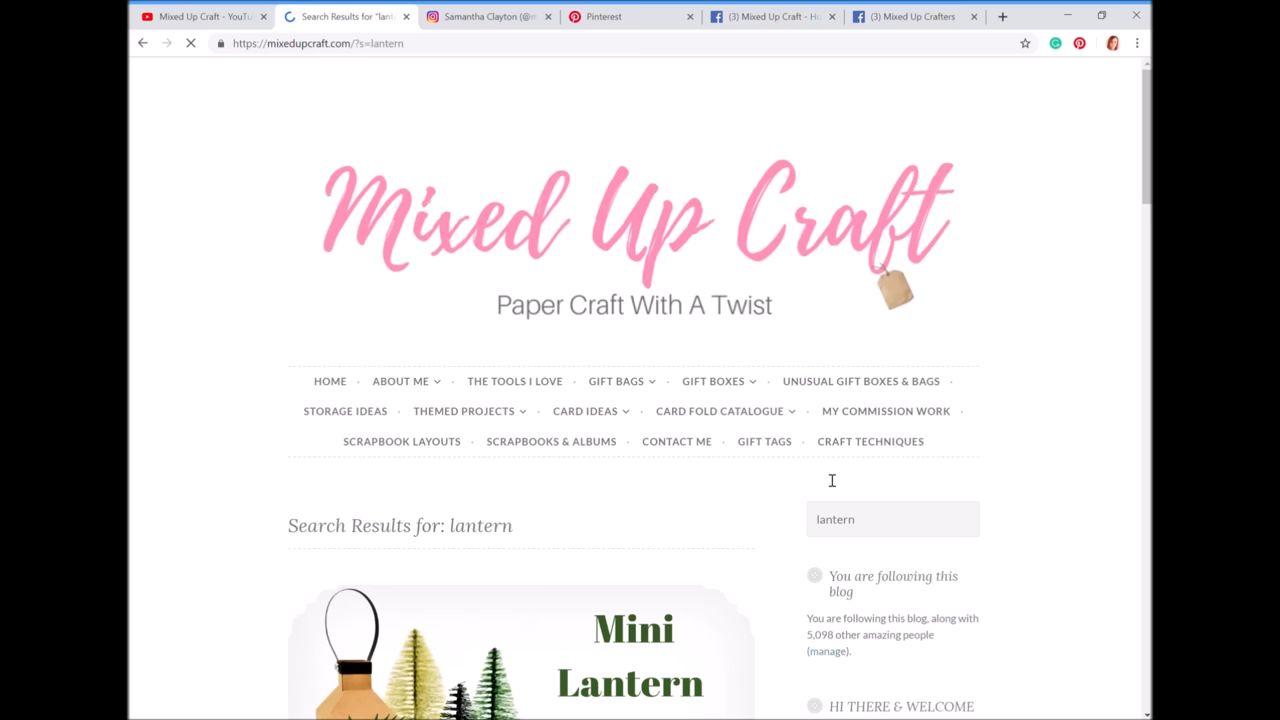 Mixed Up Craft - YouTu
Search Results for "lant
Samantha Clayton (@m
Pinterest
(3) Mixed Up Craft - Ho
(3) Mixed Up Crafters
https://mixedupcraft.com/?s=lantern
Mixed Up Craft
Paper Craft With A Twist
HOME · ABOUT ME · THE TOOLS I LOVE · GIFT BAGS · GIFT BOXES · UNUSUAL GIFT BOXES & BAGS ·
STORAGE IDEAS · THEMED PROJECTS · CARD IDEAS · CARD FOLD CATALOGUE · MY COMMISSION WORK ·
SCRAPBOOK LAYOUTS · SCRAPBOOKS & ALBUMS · CONTACT ME · GIFT TAGS · CRAFT TECHNIQUES
Search Results for: lantern
Mini
Lantern
lantern
You are following this
blog
You are following this blog, along with
5,098 other amazing people
(manage).
HI THERE & WELCOME